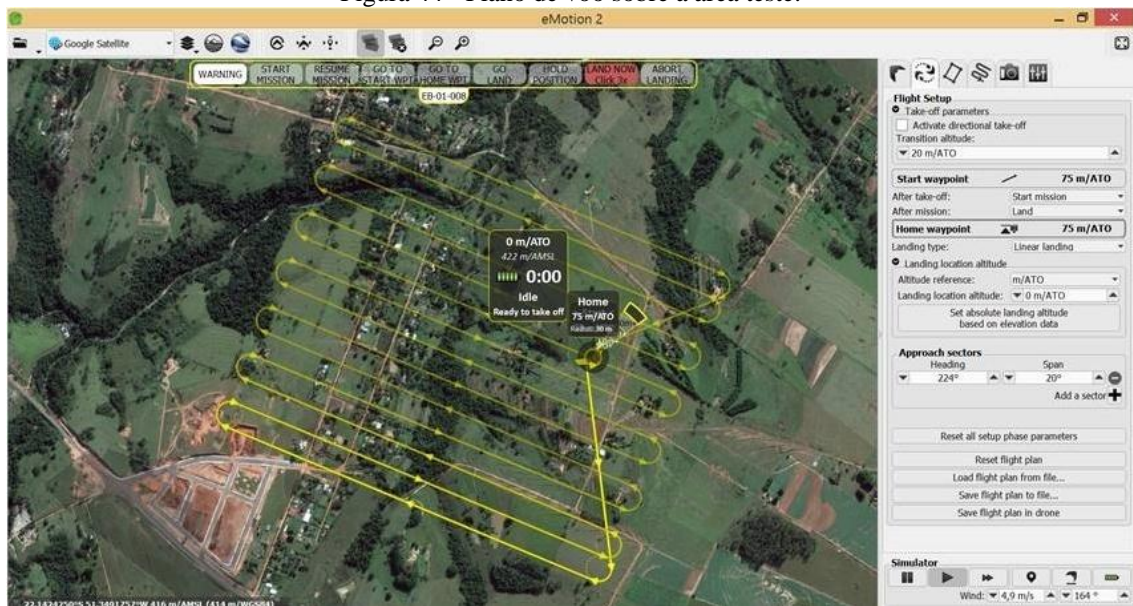 Figura 44 - Plano de voo sobre a área teste.
eMotion 2
Google Satellite
WARNING
START MISSION
RESUME MISSION
GO TO START WPT
GO TO HOME WPT
GO LAND
HOLD POSITION
LAND NOW Click 3x
ABORT LANDING
EB-01-008
0 m/ATO
422 m/AMSL
0:00
Idle
Ready to take off
Home
75 m/ATO
Radius: 30 m
Flight Setup
Take-off parameters
Activate directional take-off
Transition altitude:
20 m/ATO
Start waypoint 75 m/ATO
After take-off: Start mission
After mission: Land
Home waypoint 75 m/ATO
Landing type: Linear landing
Landing location altitude
Altitude reference: m/ATO
Landing location altitude: 0 m/ATO
Set absolute landing altitude
based on elevation data
Approach sectors
Heading Span
224° 20°
Add a sector
Reset all setup phase parameters
Reset flight plan
Load flight plan from file...
Save flight plan to file...
Save flight plan in drone
Simulator
Wind: 4,9 m/s 164 °